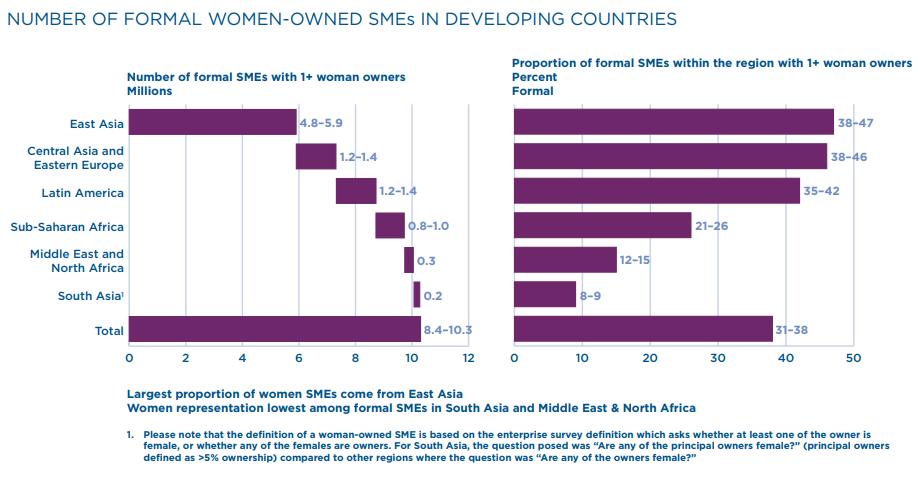 NUMBER OF FORMAL WOMEN-OWNED SMEs IN DEVELOPING COUNTRIES
Number of formal SMEs with 1+ woman owners
Millions
East Asia
4.8–5.9
Central Asia and
Eastern Europe
1.2–1.4
Latin America
1.2–1.4
Sub-Saharan Africa
0.8–1.0
Middle East and
North Africa
0.3
South Asia¹
0.2
Total
8.4–10.3
0 2 4 6 8 10 12
Proportion of formal SMEs within the region with 1+ woman owners
Percent
Formal
38–47
38–46
35–42
21–26
12–15
8–9
31–38
0 10 20 30 40 50
Largest proportion of women SMEs come from East Asia
Women representation lowest among formal SMEs in South Asia and Middle East & North Africa
1. Please note that the definition of a woman-owned SME is based on the enterprise survey definition which asks whether at least one of the owner is
female, or whether any of the females are owners. For South Asia, the question posed was “Are any of the principal owners female?” (principal owners
defined as >5% ownership) compared to other regions where the question was “Are any of the owners female?”